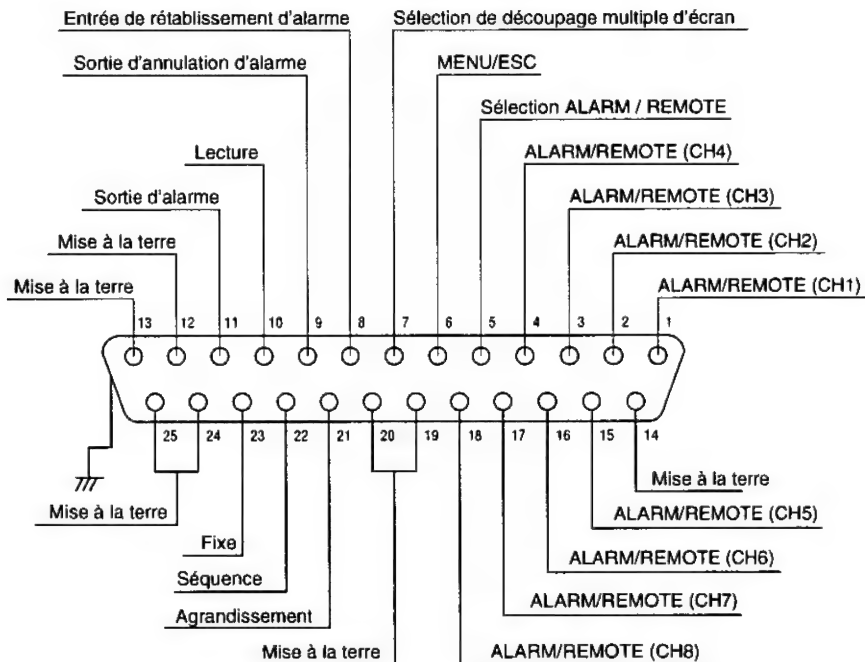 Entrée de rétablissement d'alarme
Sélection de découpage multiple d'écran
Sortie d'annulation d'alarme
MENU/ESC
Sélection ALARM / REMOTE
Lecture
ALARM/REMOTE (CH4)
Sortie d'alarme
ALARM/REMOTE (CH3)
Mise à la terre
ALARM/REMOTE (CH2)
Mise à la terre
ALARM/REMOTE (CH1)
13 12 11 10 9 8 7 6 5 4 3 2 1
25 24 23 22 21 20 19 18 17 16 15 14
Mise à la terre
Mise à la terre
ALARM/REMOTE (CH5)
Fixe
ALARM/REMOTE (CH6)
Séquence
ALARM/REMOTE (CH7)
Agrandissement
Mise à la terre
ALARM/REMOTE (CH8)